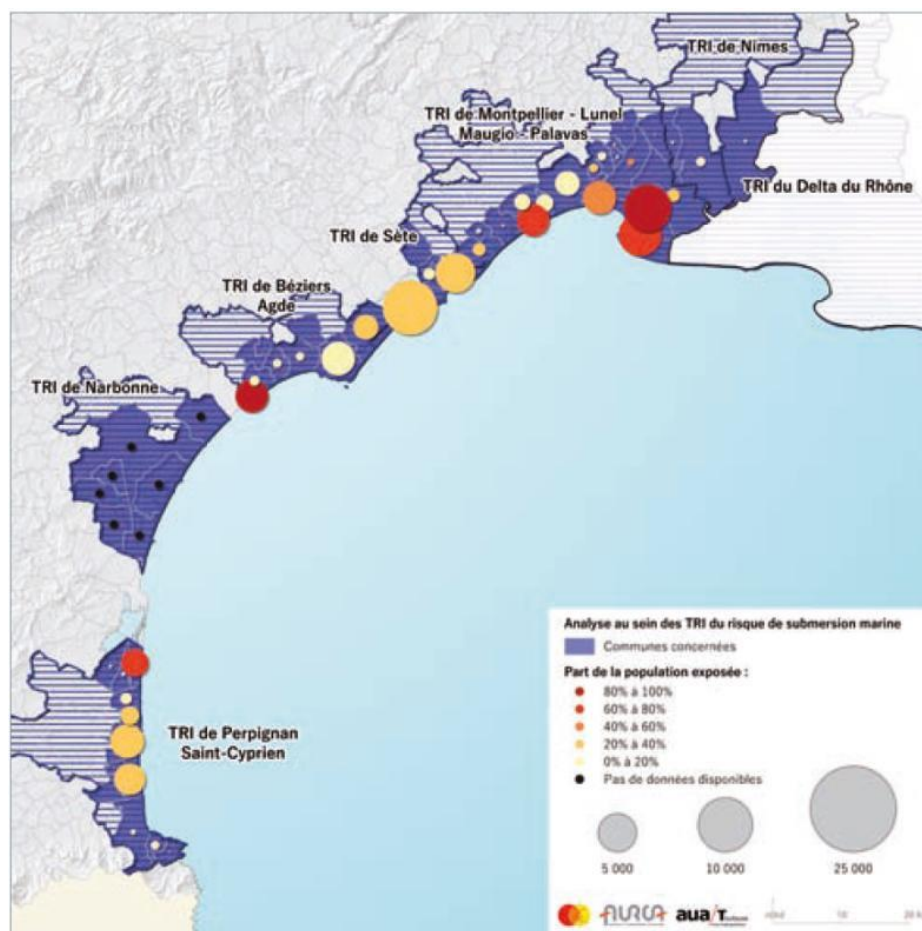 TRI de Nimes
TRI de Montpellier - Lunel
Maugio - Palavas
TRI du Delta du Rhône
TRI de Sète
TRI de Béziers
Agde
TRI de Narbonne
TRI de Perpignan
Saint-Cyprien
Analyse au sein des TRI du risque de submersion marine
Communes concernées
Part de la population exposée :
80% à 100%
60% à 80%
40% à 60%
20% à 40%
0% à 20%
Pas de données disponibles
5 000
10 000
25 000
AURCA
aua/T